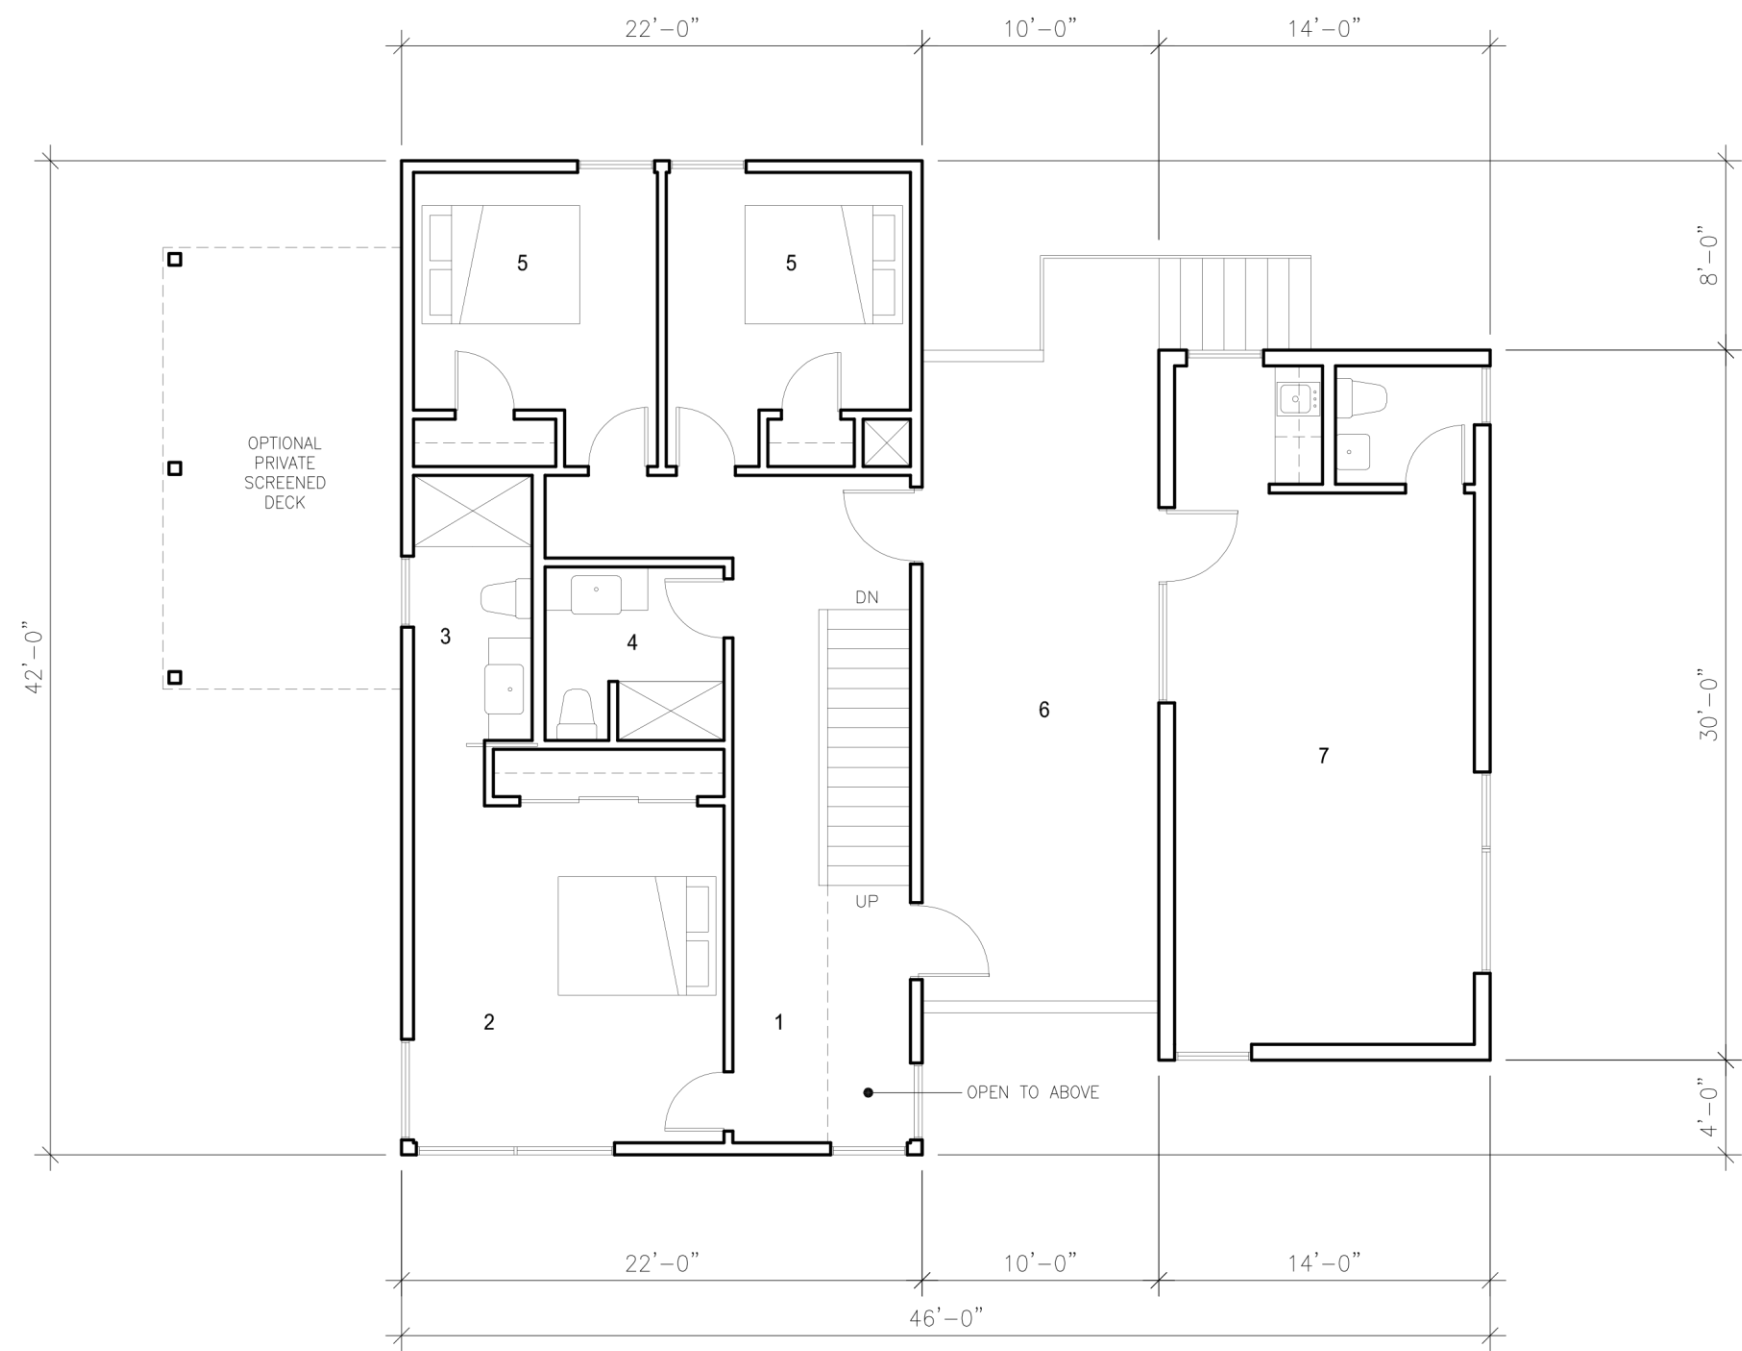 22'-0"
10'-0"
14'-0"
8'-0"
5
5
OPTIONAL
PRIVATE
SCREENED
DECK
DN
42'-0"
3
4
6
30'-0"
7
UP
2
1
OPEN TO ABOVE
4'-0"
22'-0"
10'-0"
14'-0"
46'-0"